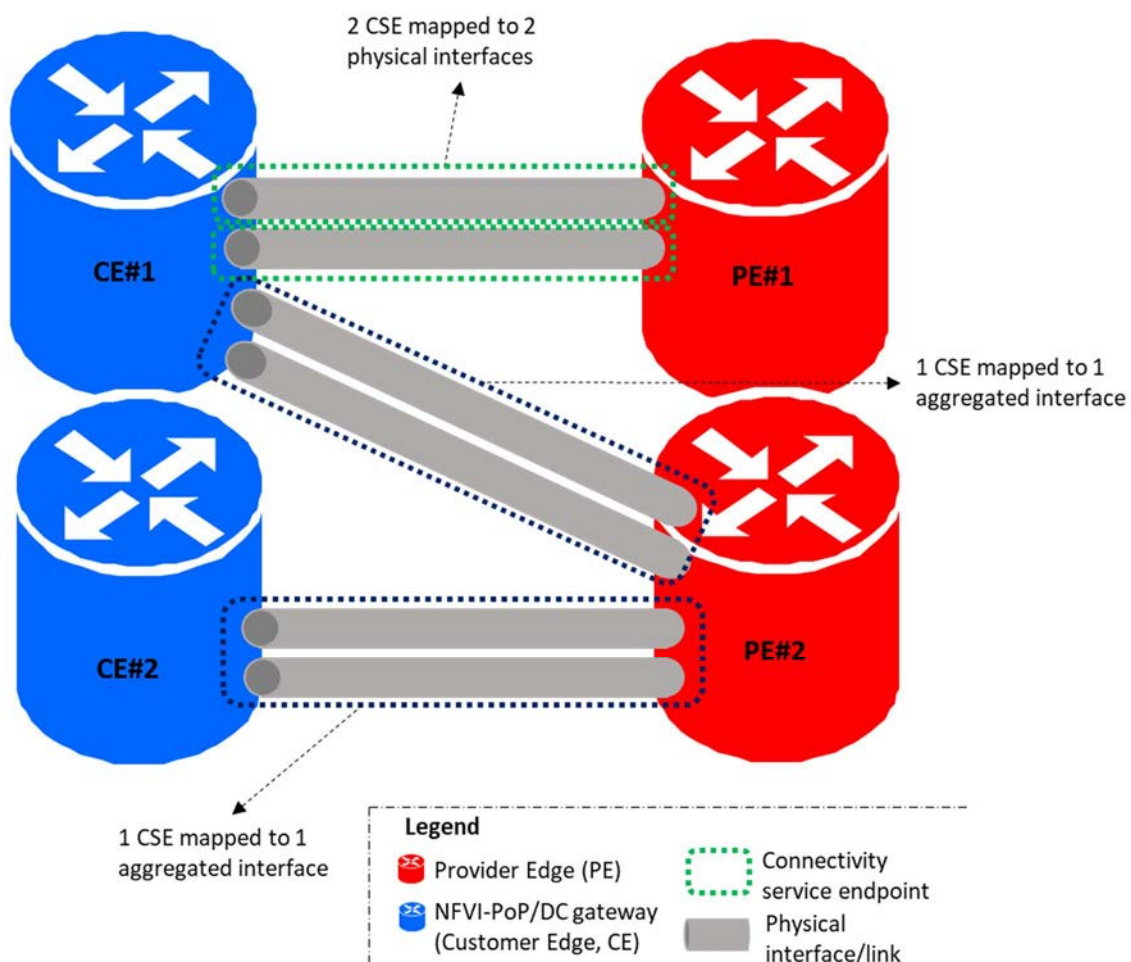 2 CSE mapped to 2
physical interfaces
CE#1
PE#1
1 CSE mapped to 1
aggregated interface
CE#2
PE#2
1 CSE mapped to 1
aggregated interface
Legend
Provider Edge (PE)
NFVI-PoP/DC gateway
(Customer Edge, CE)
Connectivity
service endpoint
Physical
interface/link